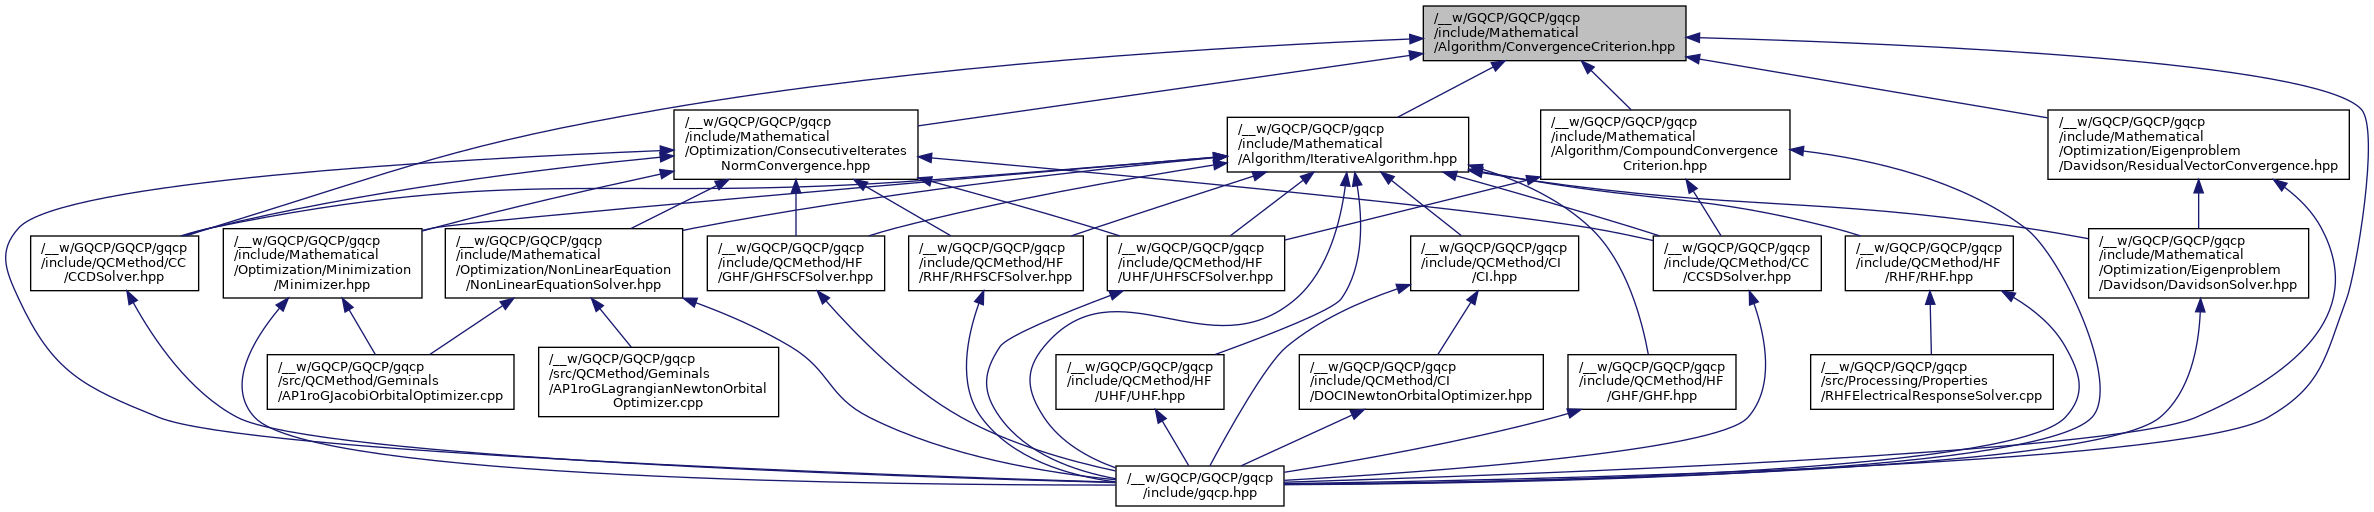 /__w/GQCP/GQCP/gqcp
/include/Mathematical
/Algorithm/ConvergenceCriterion.hpp
/__w/GQCP/GQCP/gqcp
/include/Mathematical
/Optimization/ConsecutiveIterates
NormConvergence.hpp
/__w/GQCP/GQCP/gqcp
/include/Mathematical
/Algorithm/IterativeAlgorithm.hpp
/__w/GQCP/GQCP/gqcp
/include/Mathematical
/Algorithm/CompoundConvergence
Criterion.hpp
/__w/GQCP/GQCP/gqcp
/include/Mathematical
/Optimization/Eigenproblem
/Davidson/ResidualVectorConvergence.hpp
/__w/GQCP/GQCP/gqcp
/include/QCMethod/CC
/CCDSolver.hpp
/__w/GQCP/GQCP/gqcp
/include/Mathematical
/Optimization/Minimization
/Minimizer.hpp
/__w/GQCP/GQCP/gqcp
/include/Mathematical
/Optimization/NonLinearEquation
/NonLinearEquationSolver.hpp
/__w/GQCP/GQCP/gqcp
/include/QCMethod/HF
/GHF/GHFSCFSolver.hpp
/__w/GQCP/GQCP/gqcp
/include/QCMethod/HF
/RHF/RHFSCFSolver.hpp
/__w/GQCP/GQCP/gqcp
/include/QCMethod/HF
/UHF/UHFSCFSolver.hpp
/__w/GQCP/GQCP/gqcp
/include/QCMethod/CI
/CI.hpp
/__w/GQCP/GQCP/gqcp
/include/QCMethod/CC
/CCSDSolver.hpp
/__w/GQCP/GQCP/gqcp
/include/QCMethod/HF
/RHF/RHF.hpp
/__w/GQCP/GQCP/gqcp
/include/Mathematical
/Optimization/Eigenproblem
/Davidson/DavidsonSolver.hpp
/__w/GQCP/GQCP/gqcp
/src/QCMethod/Geminals
/AP1roGJacobiOrbitalOptimizer.cpp
/__w/GQCP/GQCP/gqcp
/src/QCMethod/Geminals
/AP1roGLagrangianNewtonOrbital
Optimizer.cpp
/__w/GQCP/GQCP/gqcp
/include/QCMethod/HF
/UHF/UHF.hpp
/__w/GQCP/GQCP/gqcp
/include/QCMethod/CI
/DOCINewtonOrbitalOptimizer.hpp
/__w/GQCP/GQCP/gqcp
/include/QCMethod/HF
/GHF/GHF.hpp
/__w/GQCP/GQCP/gqcp
/src/Processing/Properties
/RHFElectricalResponseSolver.cpp
/__w/GQCP/GQCP/gqcp
/include/gqcp.hpp